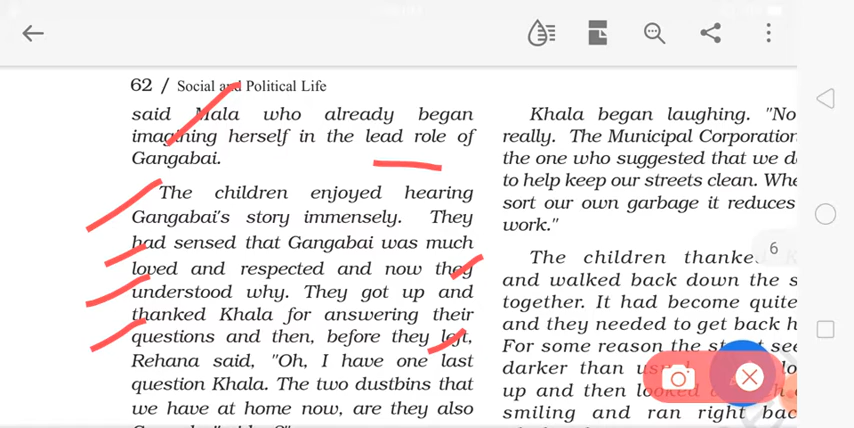 62 / Social and Political Life
said Mala who already began
imagining herself in the lead role of
Gangabai.
The children enjoyed hearing
Gangabai's story immensely. They
had sensed that Gangabai was much
loved and respected and now they
understood why. They got up and
thanked Khala for answering their
questions and then, before they left,
Rehana said, "Oh, I have one last
question Khala. The two dustbins that
we have at home now, are they also
Khala began laughing. "No
really. The Municipal Corporation
the one who suggested that we d
to help keep our streets clean. Whe
sort our own garbage it reduces
work."
The children thanke
and walked back down the s
together. It had become quite
and they needed to get back h
For some reason the st see
darker than lo
up and then
smiling and ran right bac
6